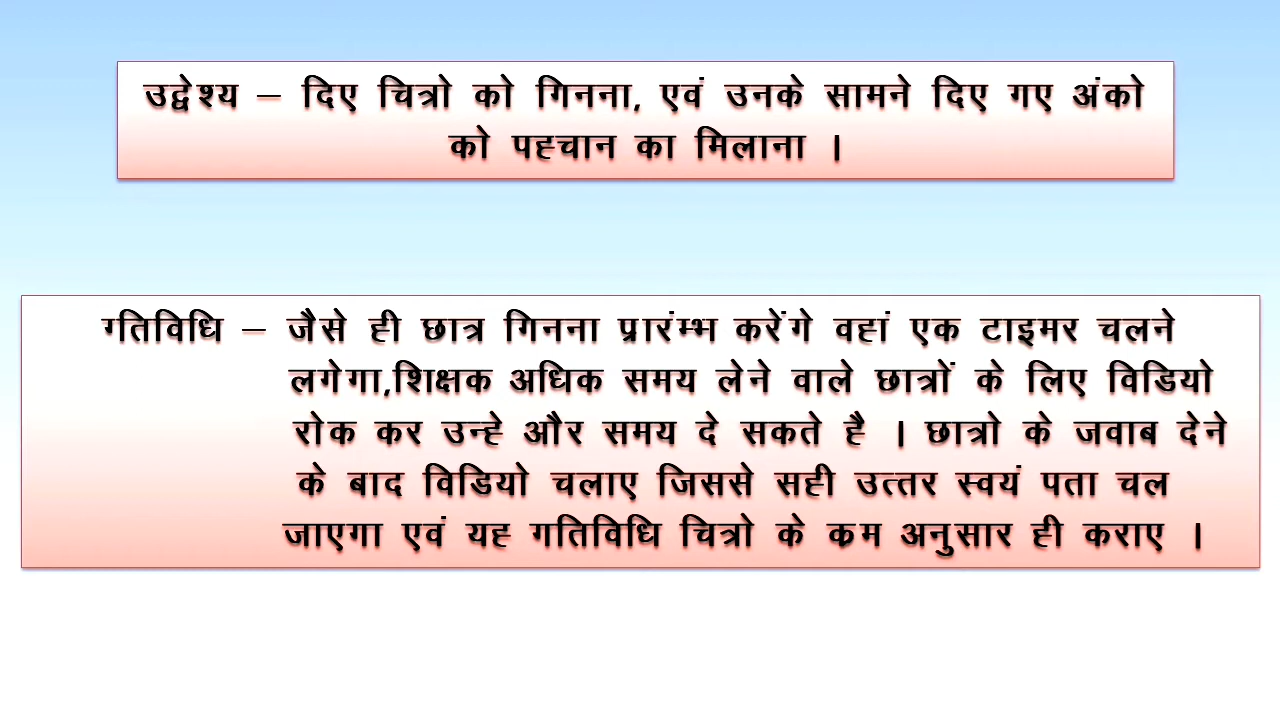 उद्वेश्य – दिए चित्रो को गिनना, एवं उनके सामने दिए गए अंको
को पहचान का मिलाना ।
गतिविधि – जैसे ही छात्र गिनना प्रारंम्भ करेंगे वहां एक टाइमर चलने
लगेगा,शिक्षक अधिक समय लेने वाले छात्रों के लिए विडियो
रोक कर उन्हे और समय दे सकते है । छात्रो के जवाब देने
के बाद विडियो चलाए जिससे सही उत्तर स्वयं पता चल
जाएगा एवं यह गतिविधि चित्रो के कम अनुसार ही कराए ।